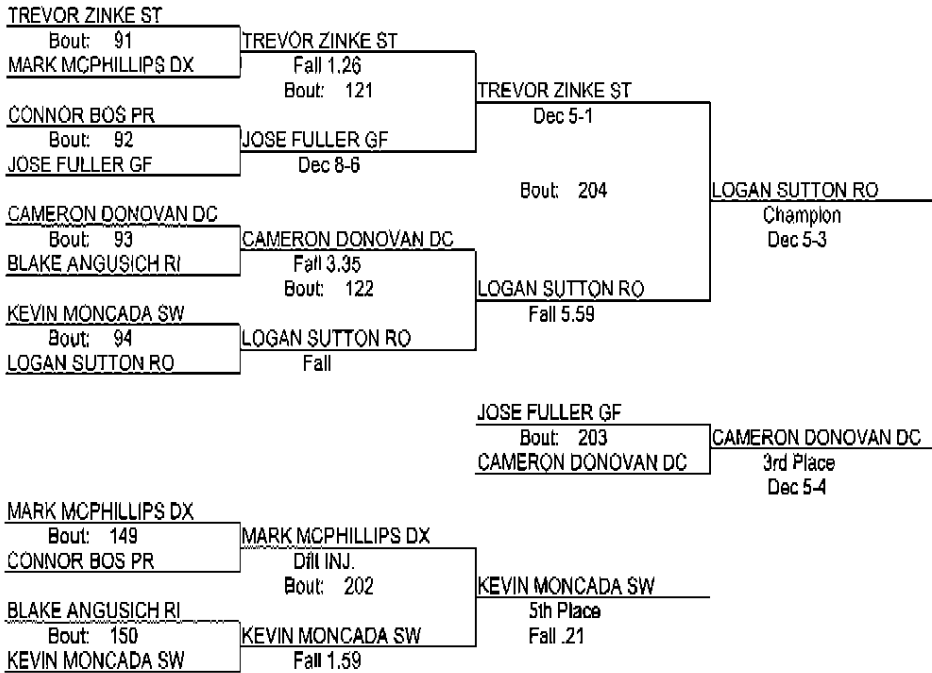 TREVOR ZINKE ST
Bout: 91
MARK MCPHILLIPS DX
TREVOR ZINKE ST
Fall 1.26
Bout: 121
CONNOR BOS PR
Bout: 92
JOSE FULLER GF
JOSE FULLER GF
Dec 8-6
TREVOR ZINKE ST
Dec 5-1
Bout: 204
CAMERON DONOVAN DC
Bout: 93
BLAKE ANGUSICH RI
CAMERON DONOVAN DC
Fall 3.35
Bout: 122
KEVIN MONCADA SW
Bout: 94
LOGAN SUTTON RO
LOGAN SUTTON RO
Fall
LOGAN SUTTON RO
Fall 5.59
LOGAN SUTTON RO
Champion
Dec 5-3
JOSE FULLER GF
Bout: 203
CAMERON DONOVAN DC
CAMERON DONOVAN DC
3rd Place
Dec 5-4
MARK MCPHILLIPS DX
Bout: 149
CONNOR BOS PR
MARK MCPHILLIPS DX
Dflt INJ.
Bout: 202
BLAKE ANGUSICH RI
Bout: 150
KEVIN MONCADA SW
KEVIN MONCADA SW
Fall 1.59
KEVIN MONCADA SW
5th Place
Fall .21